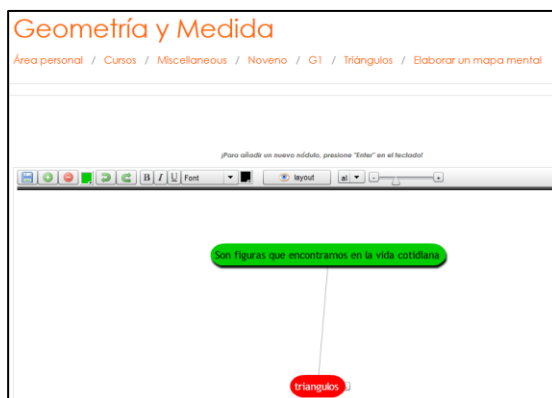 Geometría y Medida
Área personal / Cursos / Miscellaneous / Noveno / G1 / Triángulos / Elaborar un mapa mental
¡Para añadir un nuevo nódulo, presione "Enter" en el teclado!
B I U Font layout al - +
Son figuras que encontramos en la vida cotidiana
triangulos